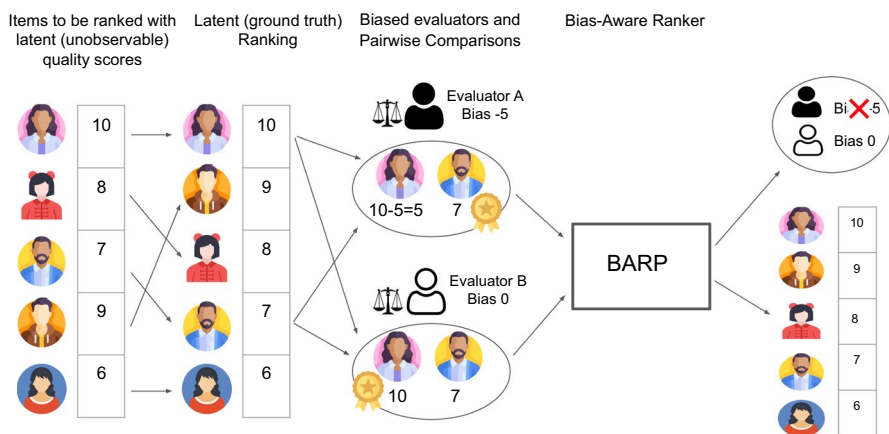 Items to be ranked with
latent (unobservable)
quality scores
Latent (ground truth)
Ranking
Biased evaluators and
Pairwise Comparisons
Bias-Aware Ranker
10
8
7
9
6
10
9
8
7
6
Evaluator A
Bias -5
10-5=5
7
Evaluator B
Bias 0
10
7
BARP
-5
Bias 0
10
9
8
7
6